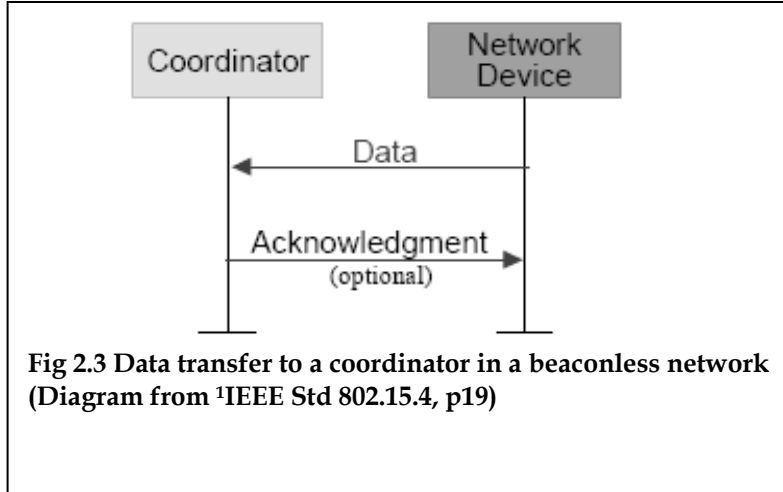 Coordinator
Network
Device
Data
Acknowledgment
(optional)
Fig 2.3 Data transfer to a coordinator in a beaconless network
(Diagram from ¹IEEE Std 802.15.4, p19)